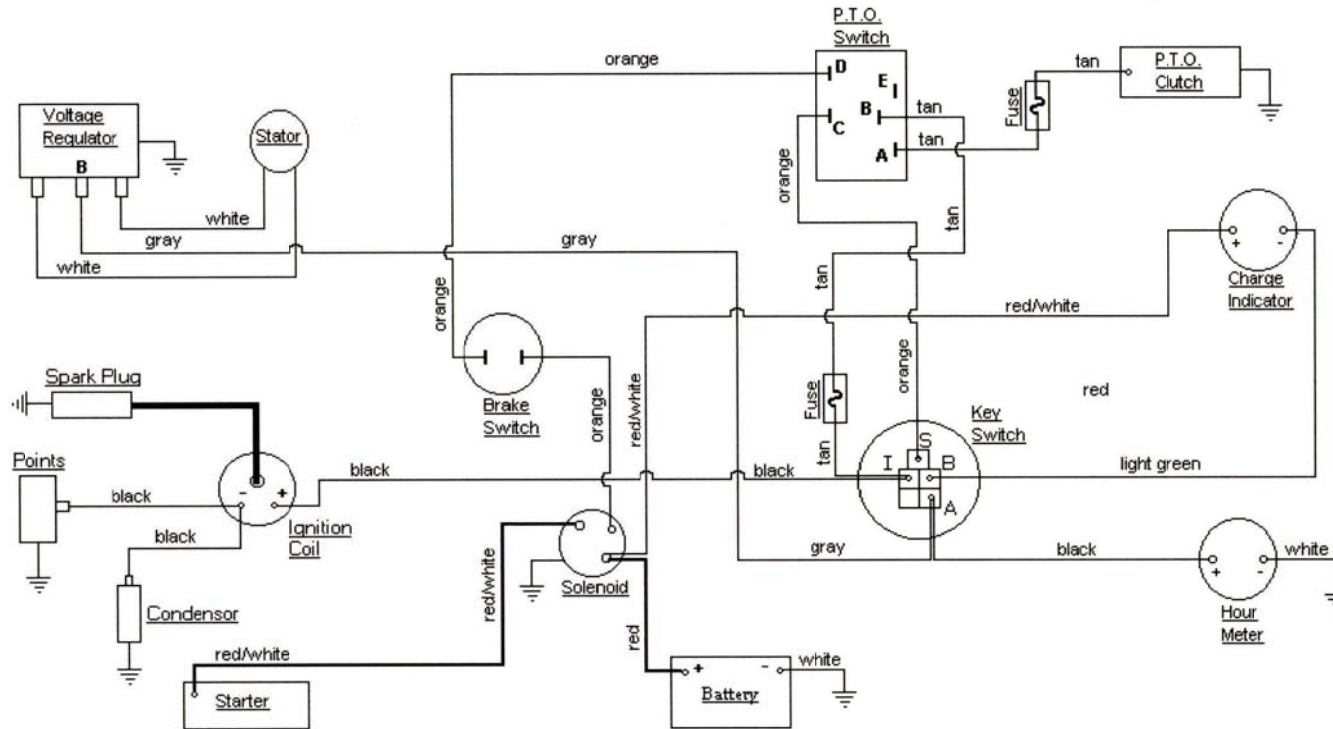 P.T.O.
Switch
orange
D
E
B
C
A
tan
tan
Fuse
tan
P.T.O.
Clutch
Voltage
Requlator
B
Stator
white
gray
white
gray
orange
tan
tan
orange
+ -
Charge
Indicator
red/white
Brake
Switch
orange
red/white
Fuse
tan
orange
red
Key
Switch
S
I B
A
light green
Spark Plug
Points
black
- +
Ignition
Coil
black
black
black
Condensor
red/white
red/white
Starter
Solenoid
red
gray
black
+ -
white
Hour
Meter
+ -
Battery
white